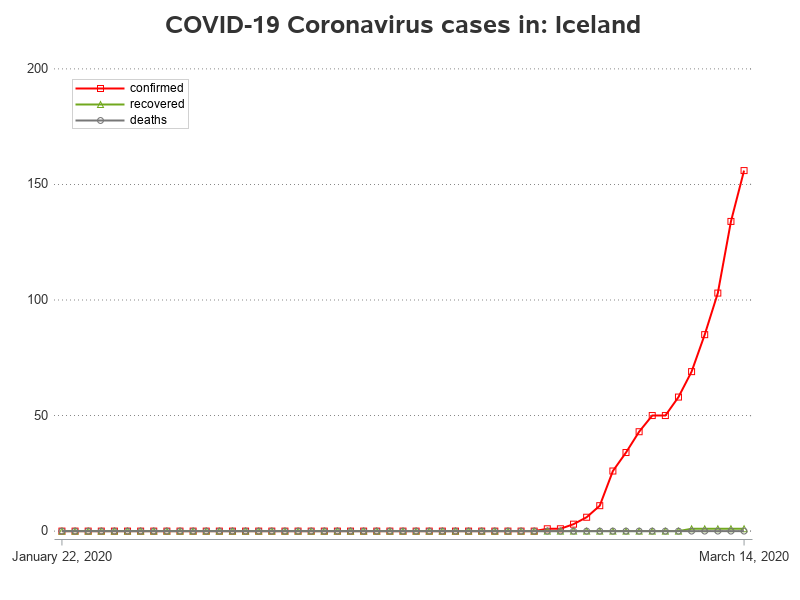 COVID-19 Coronavirus cases in: Iceland
200
confirmed
recovered
deaths
150
100
50
0
January 22, 2020
March 14, 2020